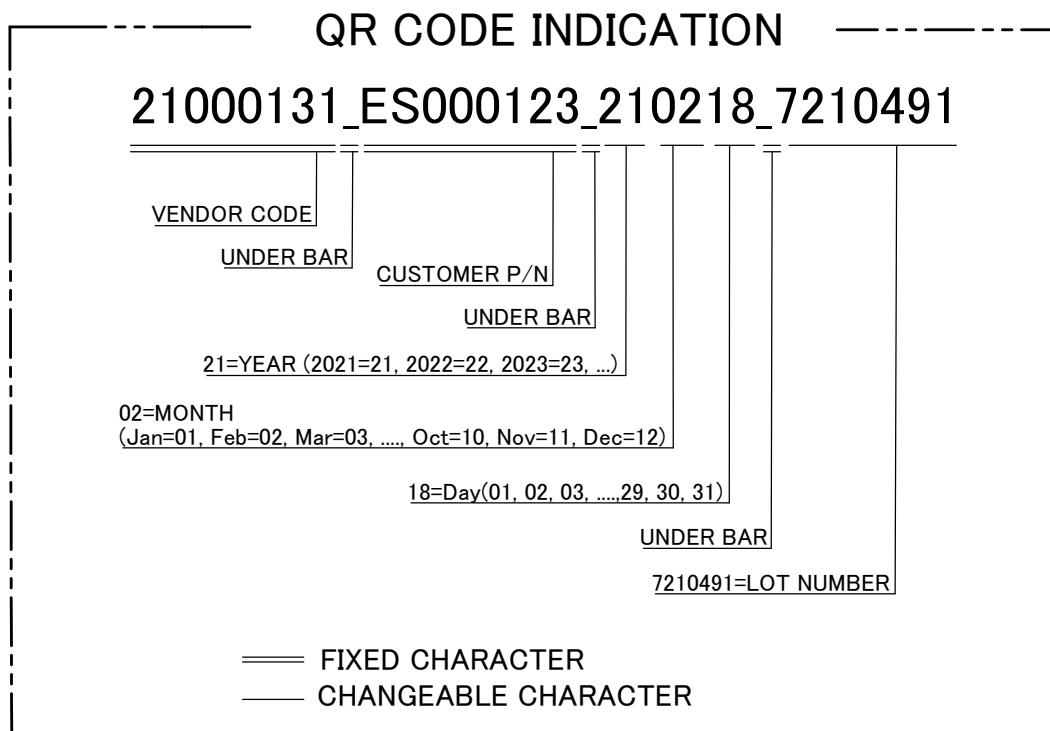 QR CODE INDICATION
21000131_ES000123_210218_7210491
VENDOR CODE
UNDER BAR
CUSTOMER P/N
UNDER BAR
21=YEAR (2021=21, 2022=22, 2023=23, ...)
02=MONTH
(Jan=01, Feb=02, Mar=03, ...., Oct=10, Nov=11, Dec=12)
18=Day(01, 02, 03, ....,29, 30, 31)
UNDER BAR
7210491=LOT NUMBER
FIXED CHARACTER
CHANGEABLE CHARACTER